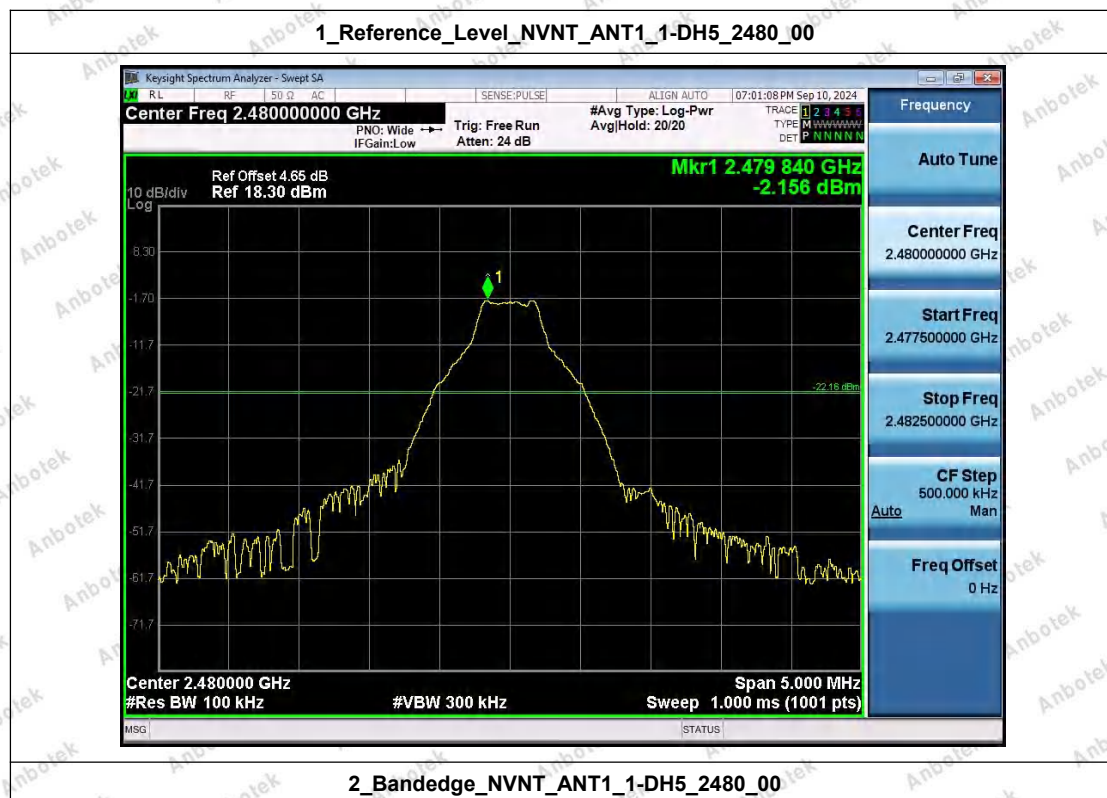 1_Reference_Level_NVNT_ANT1_1-DH5_2480_00
Keysight Spectrum Analyzer - Swept SA
LXI RL RF 50 Ω AC SENSE:PULSE ALIGN AUTO 07:01:08 PM Sep 10, 2024
Center Freq 2.480000000 GHz
PNO: Wide
IFGain:Low
Trig: Free Run
Atten: 24 dB
#Avg Type: Log-Pwr
Avg|Hold: 20/20
TRACE 1 2 3 4 5 6
TYPE M WWWWW
DET P N N N N N
Mkr1 2.479 840 GHz
-2.156 dBm
Ref Offset 4.65 dB
10 dB/div Ref 18.30 dBm
Log
8.30
1
-1.70
-11.7
-21.7
-22.16 dBm
-31.7
-41.7
-51.7
-61.7
-71.7
Center 2.480000 GHz Span 5.000 MHz
#Res BW 100 kHz #VBW 300 kHz Sweep 1.000 ms (1001 pts)
MSG STATUS
Frequency
Auto Tune
Center Freq
2.480000000 GHz
Start Freq
2.477500000 GHz
Stop Freq
2.482500000 GHz
CF Step
500.000 kHz
Auto Man
Freq Offset
0 Hz
2_Bandedge_NVNT_ANT1_1-DH5_2480_00
Anbotek